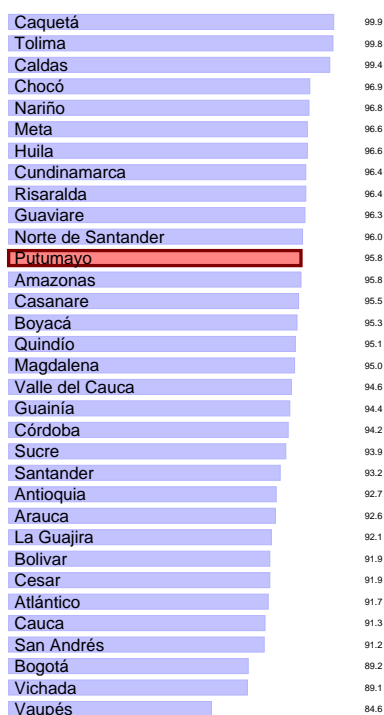 Caquetá 99.9
Tolima 99.8
Caldas 99.4
Chocó 96.9
Nariño 96.8
Meta 96.6
Huila 96.6
Cundinamarca 96.4
Risaralda 96.4
Guaviare 96.3
Norte de Santander 96.0
Putumayo 95.8
Amazonas 95.8
Casanare 95.5
Boyacá 95.3
Quindío 95.1
Magdalena 95.0
Valle del Cauca 94.6
Guainía 94.4
Córdoba 94.2
Sucre 93.9
Santander 93.2
Antioquia 92.7
Arauca 92.6
La Guajira 92.1
Bolivar 91.9
Cesar 91.9
Atlántico 91.7
Cauca 91.3
San Andrés 91.2
Bogotá 89.2
Vichada 89.1
Vaupés 84.6